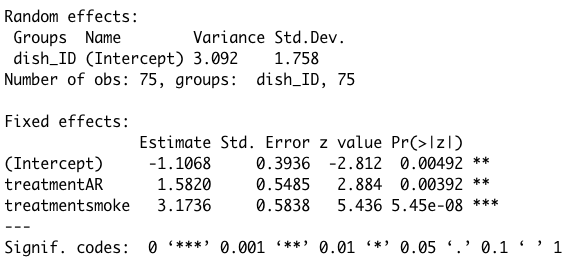 Random effects:
Groups Name Variance Std.Dev.
dish_ID (Intercept) 3.092 1.758
Number of obs: 75, groups: dish_ID, 75
Fixed effects:
Estimate Std. Error z value Pr(>|z|)
(Intercept) -1.1068 0.3936 -2.812 0.00492 **
treatmentAR 1.5820 0.5485 2.884 0.00392 **
treatmentsmoke 3.1736 0.5838 5.436 5.45e-08 ***
---
Signif. codes: 0 ‘***’ 0.001 ‘**’ 0.01 ‘*’ 0.05 ‘.’ 0.1 ‘ ’ 1